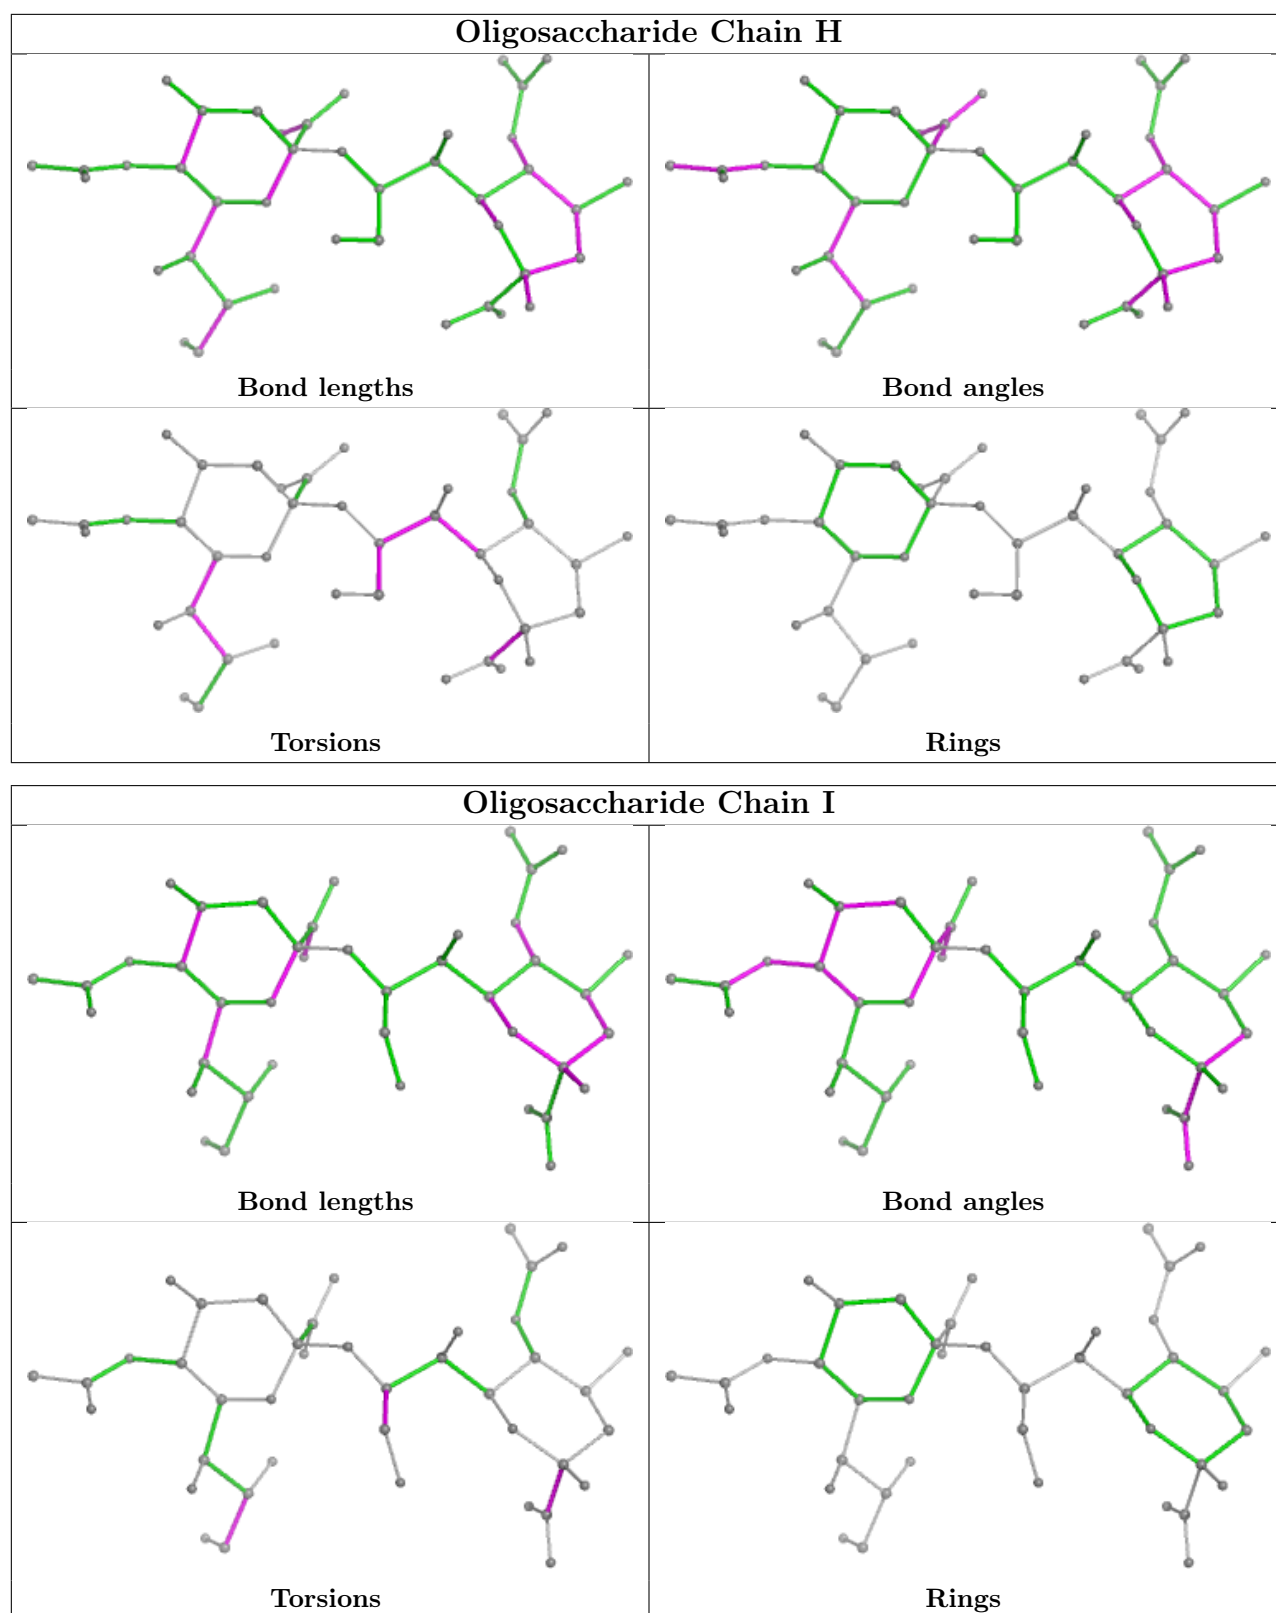 Oligosaccharide Chain H
Bond lengths
Bond angles
Torsions
Rings
Oligosaccharide Chain I
Bond lengths
Bond angles
Torsions
Rings